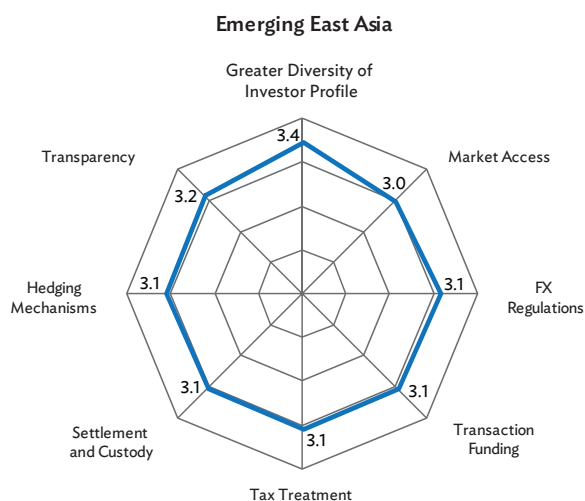 Emerging East Asia
Greater Diversity of
Investor Profile
3.4
Transparency
Market Access
3.2
3.0
Hedging
Mechanisms
3.1
3.1
FX
Regulations
3.1
3.1
Settlement
and Custody
3.1
Transaction
Funding
Tax Treatment